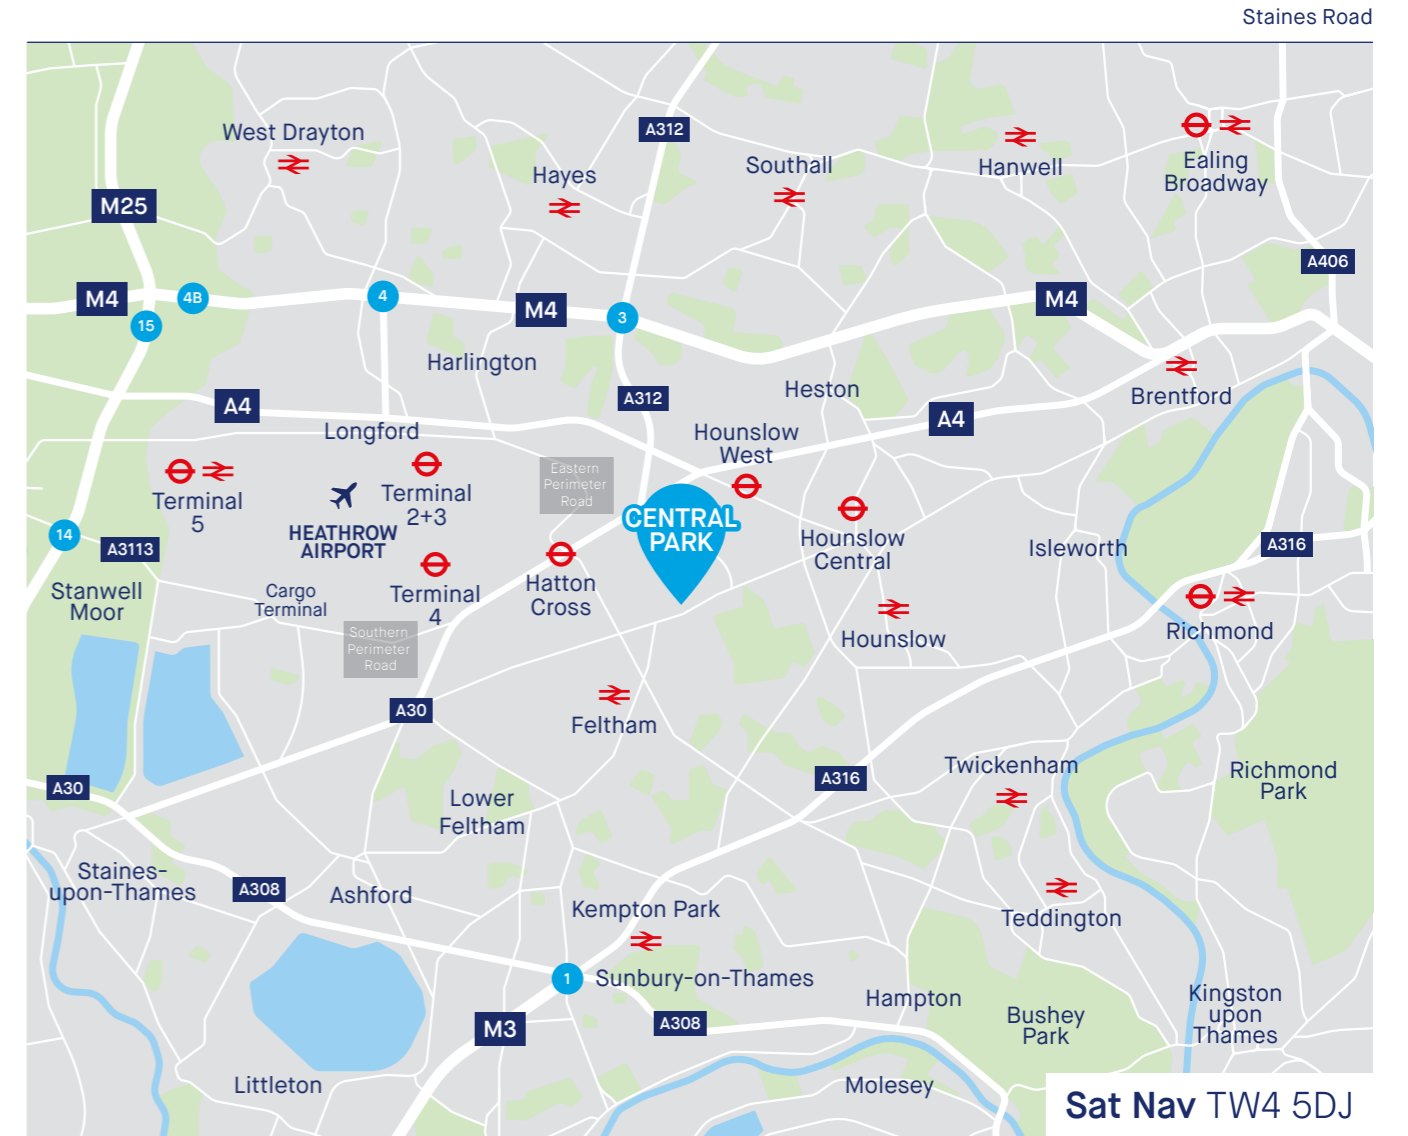 Staines Road
West Drayton
A312
Southall
Hanwell
Ealing
Broadway
Hayes
M25
A406
M4
4B
4
M4
3
M4
15
Harlington
Brentford
Heston
A4
A312
A4
Longford
Hounslow
West
Eastern
Perimeter
Road
Terminal
5
Terminal
2+3
HEATHROW
AIRPORT
CENTRAL
PARK
14
A3113
Hounslow
Central
Isleworth
A316
Stanwell
Moor
Cargo
Terminal
Terminal
4
Hatton
Cross
Southern
Perimeter
Road
Hounslow
Richmond
A30
Feltham
A30
A316
Twickenham
Richmond
Park
Lower
Feltham
Staines-
upon-Thames
A308
Ashford
Kempton Park
Teddington
1
Sunbury-on-Thames
Hampton
Kingston
upon
Thames
M3
A308
Bushey
Park
Littleton
Molesey
Sat Nav TW4 5DJ